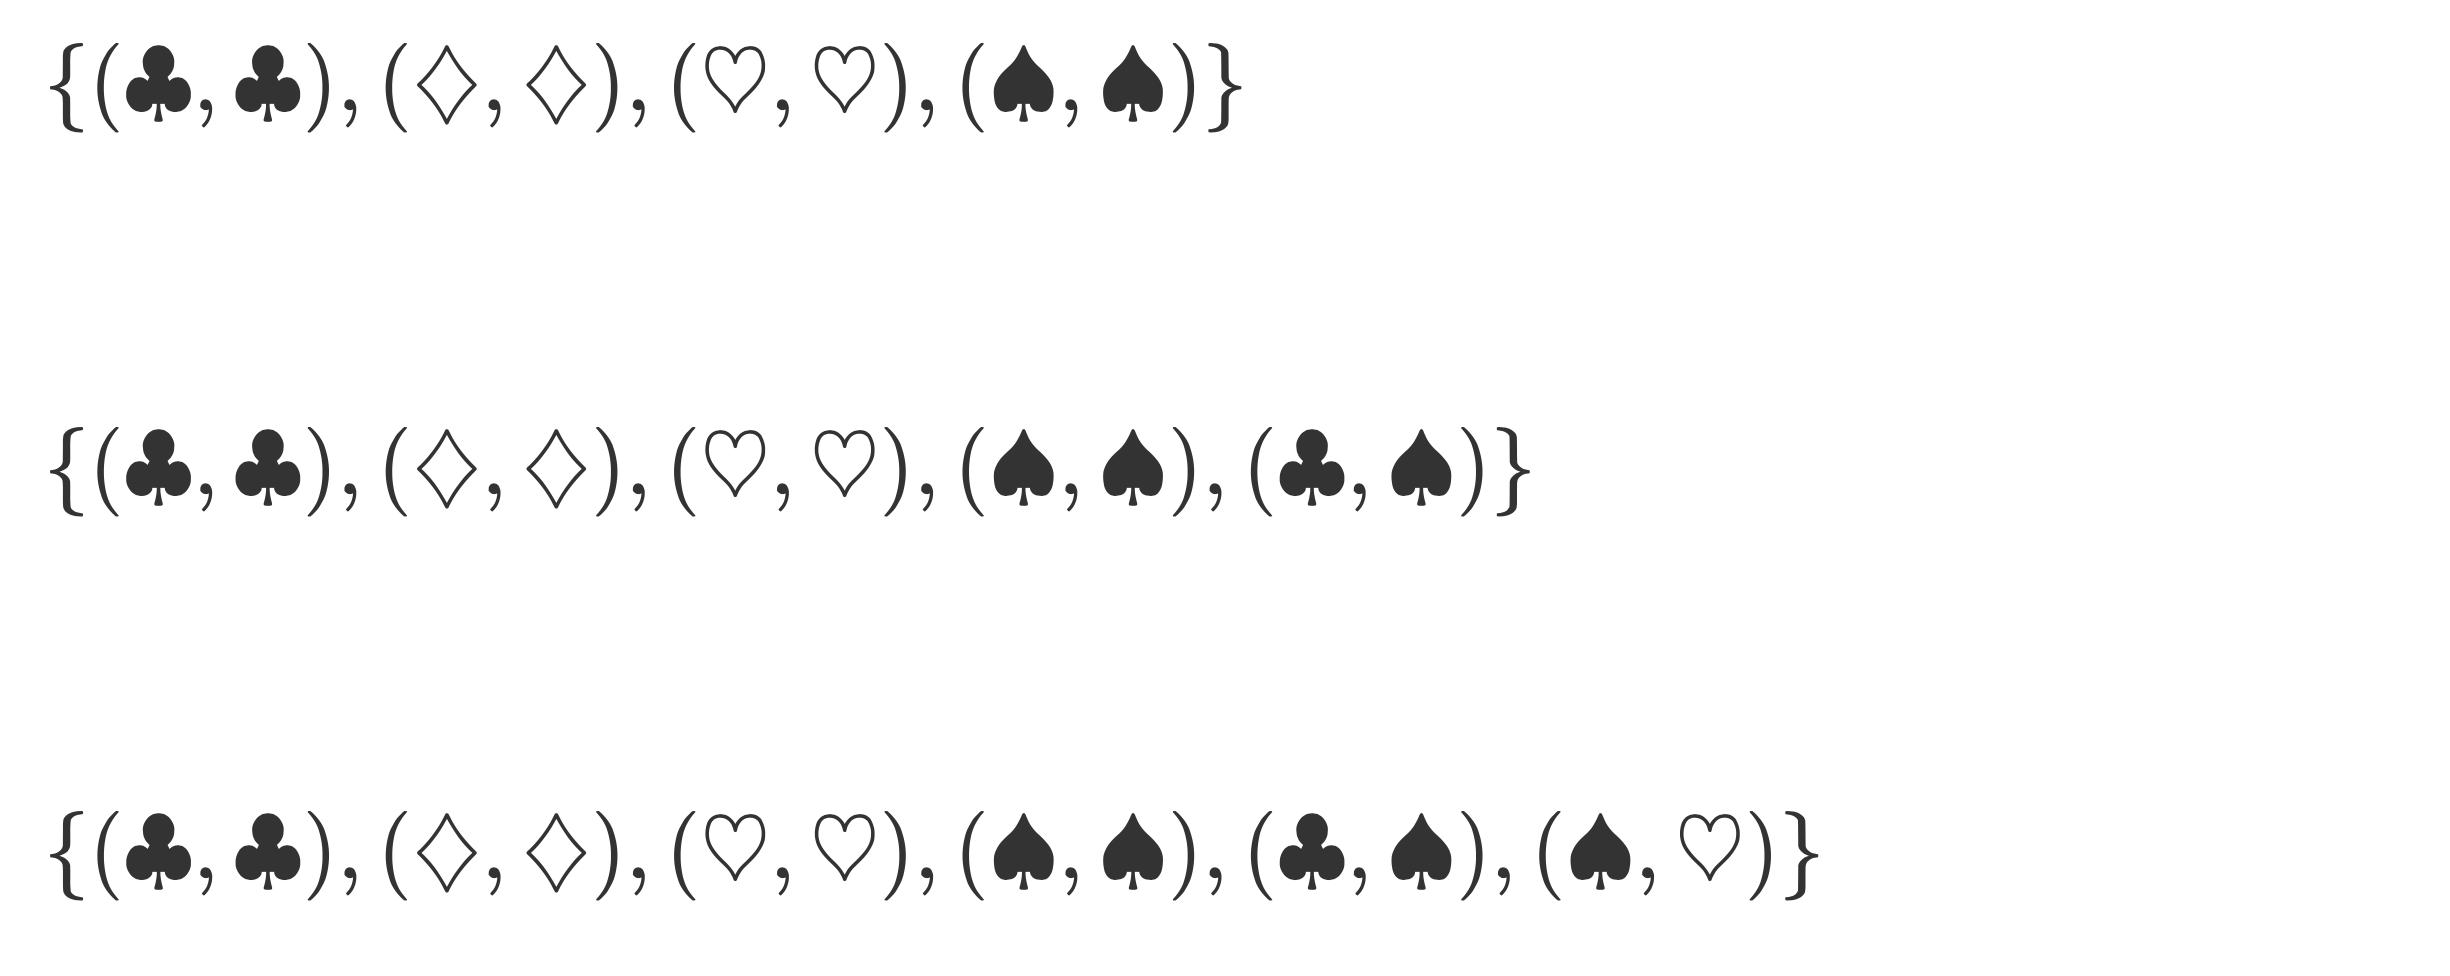 {(♣, ♣), (♢, ♢), (♡, ♡), (♠, ♠)}
{(♣, ♣), (♢, ♢), (♡, ♡), (♠, ♠), (♣, ♠)}
{(♣, ♣), (♢, ♢), (♡, ♡), (♠, ♠), (♣, ♠), (♠, ♡)}